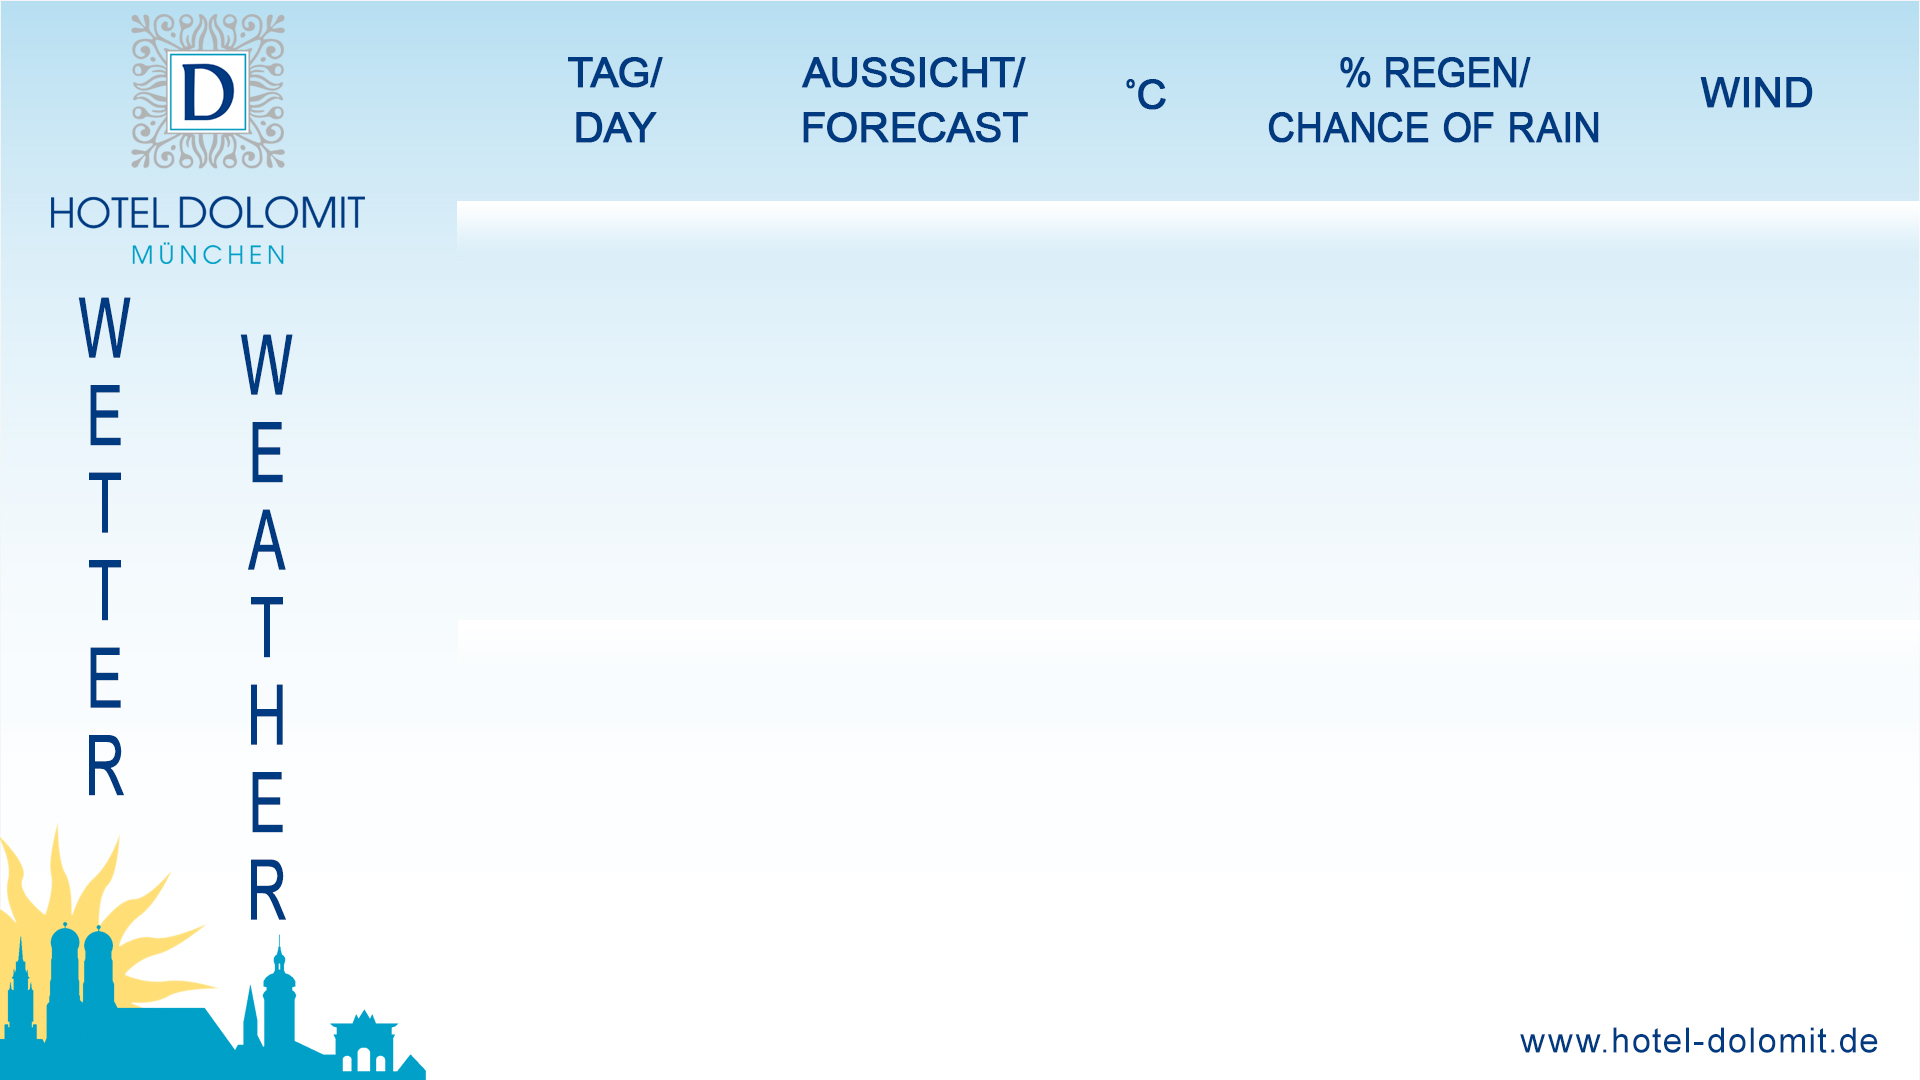 D
HOTEL DOLOMIT
MÜNCHEN
TAG/
DAY
AUSSICHT/
FORECAST
°C
% REGEN/
CHANCE OF RAIN
WIND
WETTER
WEATHER
www.hotel-dolomit.de